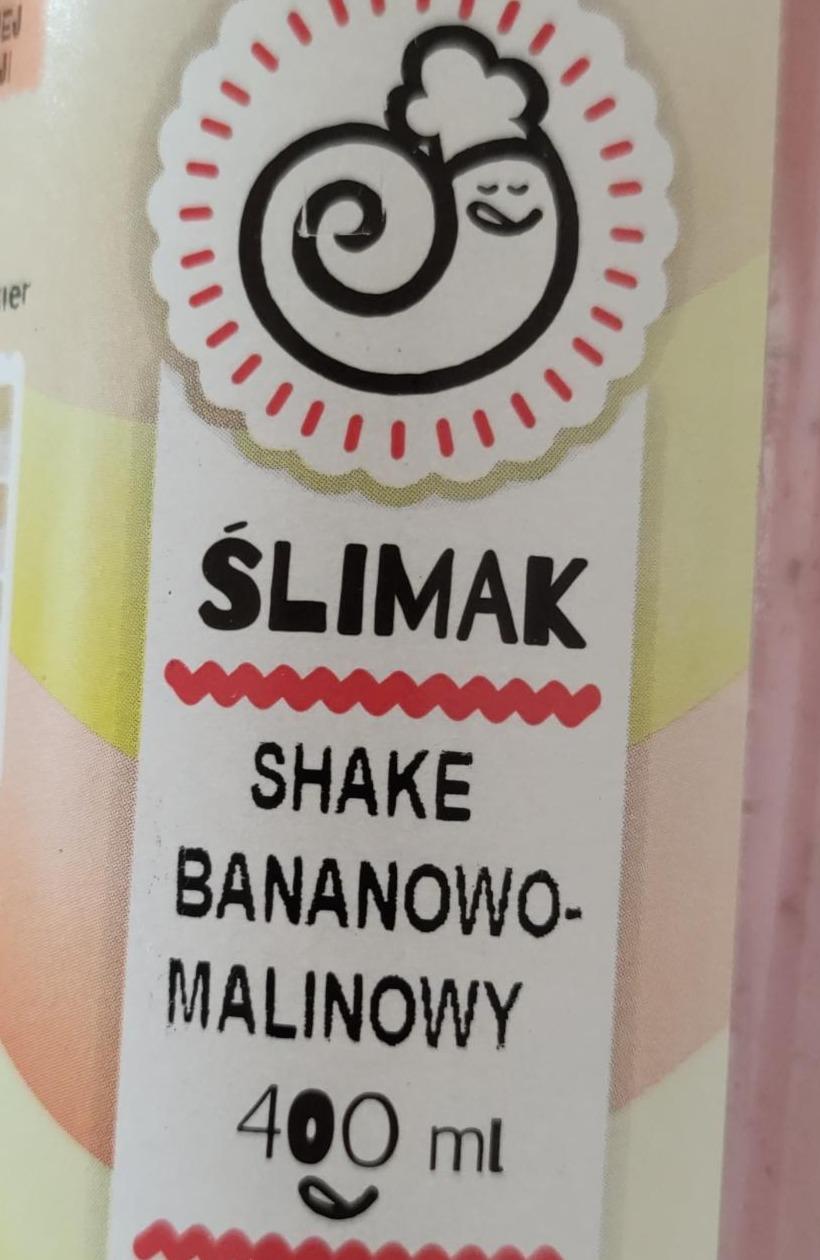 ŚLIMAK
SHAKE
BANANOWO-
MALINOWY
400 ml